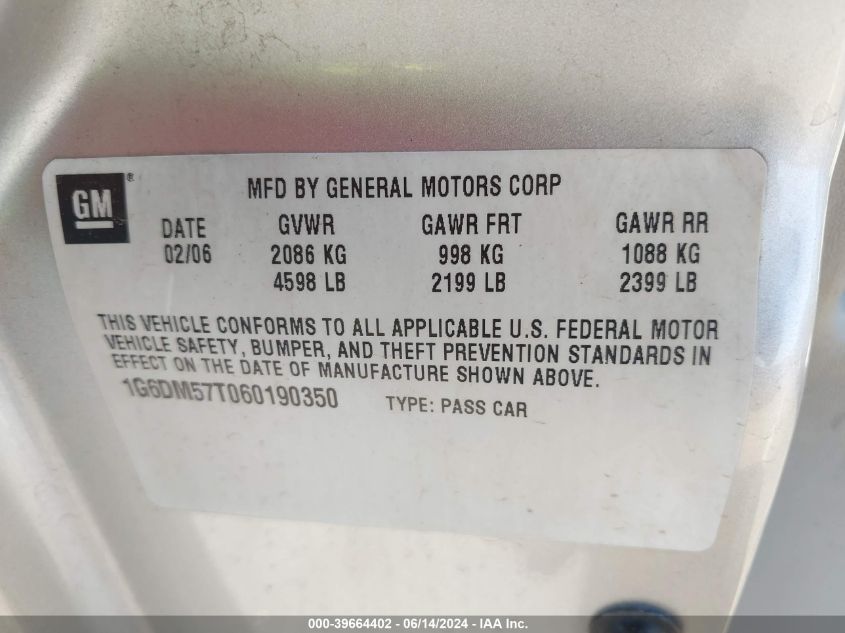 GM®
MFD BY GENERAL MOTORS CORP
DATE GVWR GAWR FRT GAWR RR
02/06 2086 KG 998 KG 1088 KG
4598 LB 2199 LB 2399 LB
THIS VEHICLE CONFORMS TO ALL APPLICABLE U.S. FEDERAL MOTOR
VEHICLE SAFETY, BUMPER, AND THEFT PREVENTION STANDARDS IN
EFFECT ON THE DATE OF MANUFACTURE SHOWN ABOVE.
1G6DM57T060190350 TYPE: PASS CAR
000-39664402 - 06/14/2024 - IAA Inc.